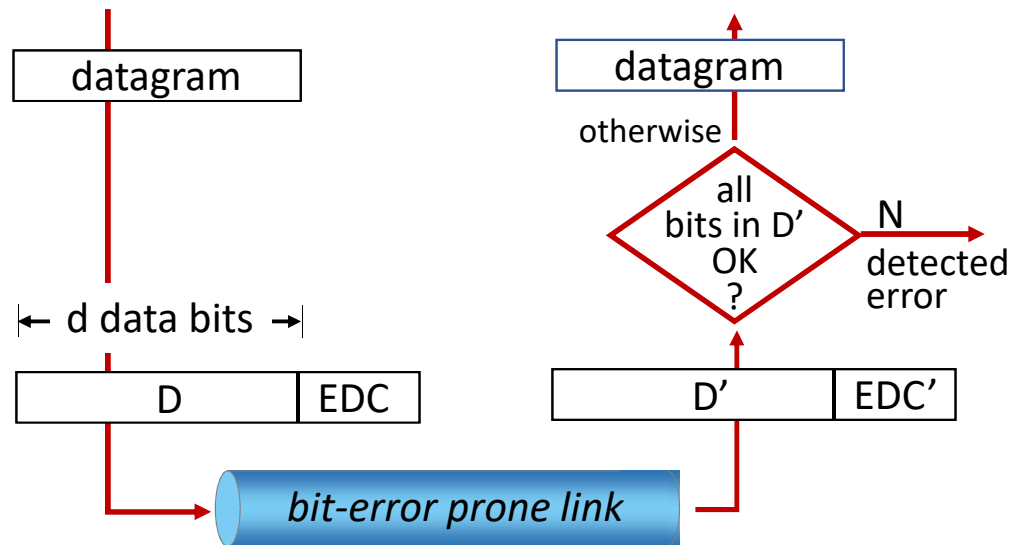 datagram
d data bits
D
EDC
bit-error prone link
datagram
otherwise
all
bits in D’
OK
?
N
detected
error
D’
EDC’